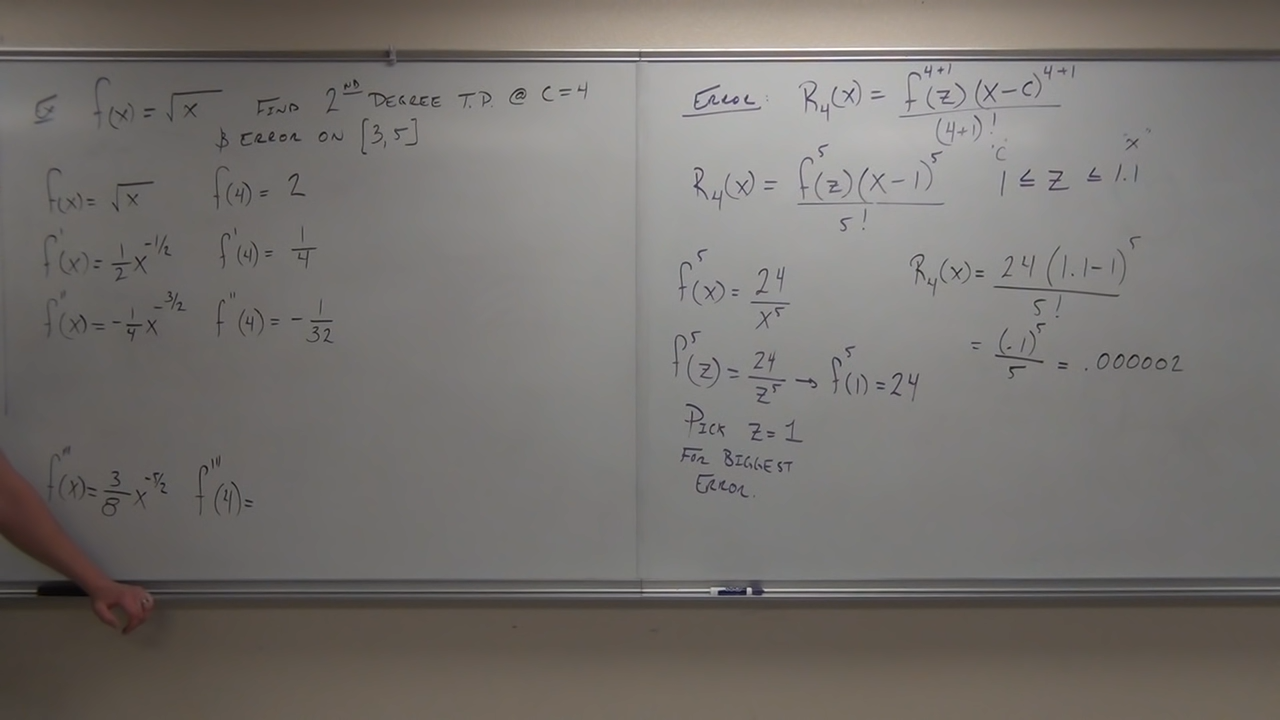 Ex f(x) = √x FIND 2ND DEGREE T.P. @ C=4
& ERROR ON [3,5]
f(x) = √x f(4) = 2
f'(x) = 1/2 x^-1/2 f'(4) = 1/4
f''(x) = -1/4 x^-3/2 f''(4) = -1/32
f'''(x) = 3/8 x^-5/2 f'''(4) =
ERROR: R₄(x) = f^4+1(z)(x-c)^4+1 / (4+1)!
"C" "X"
R₄(x) = f^5(z)(x-1)^5 / 5! 1 ≤ z ≤ 1.1
f^5(x) = 24/x^5 R₄(x) = 24(1.1-1)^5 / 5!
= (.1)^5 / 5 = .000002
f^5(z) = 24/z^5 → f^5(1) = 24
PICK z = 1
FOR BIGGEST
ERROR.